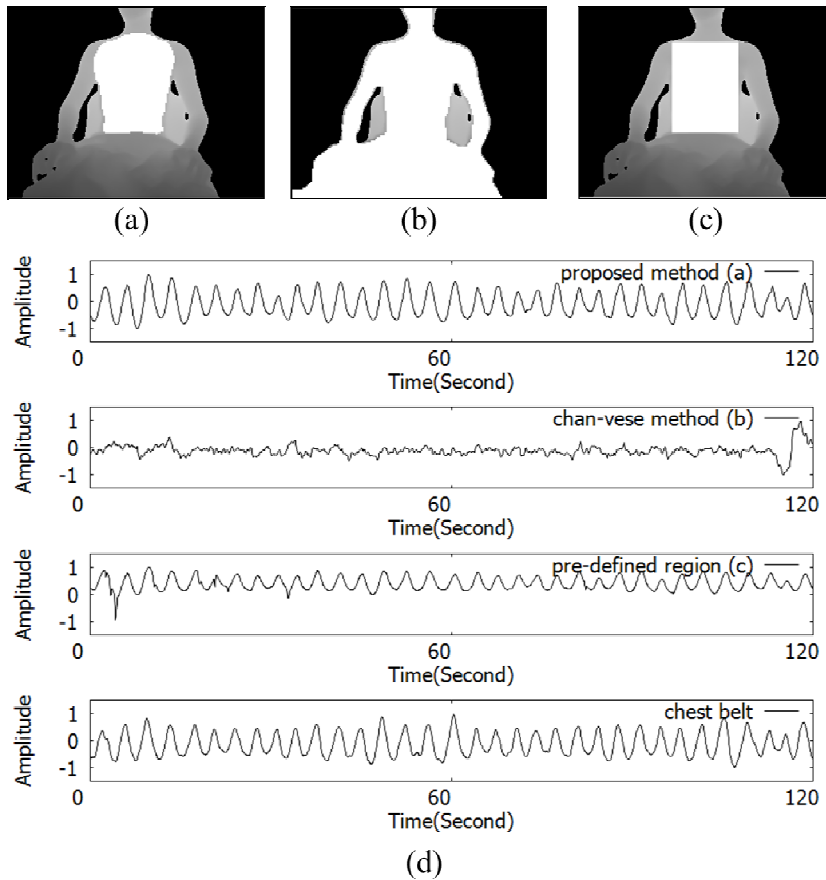 (a) (b) (c)
Amplitude
1
0
-1
proposed method (a)
0 60 120
Time(Second)
Amplitude
1
0
-1
chan-vese method (b)
0 60 120
Time(Second)
Amplitude
1
0
-1
pre-defined region (c)
0 60 120
Time(Second)
Amplitude
1
0
-1
chest belt
0 60 120
Time(Second)
(d)